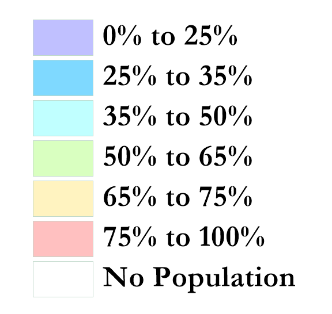 0% to 25%
25% to 35%
35% to 50%
50% to 65%
65% to 75%
75% to 100%
No Population